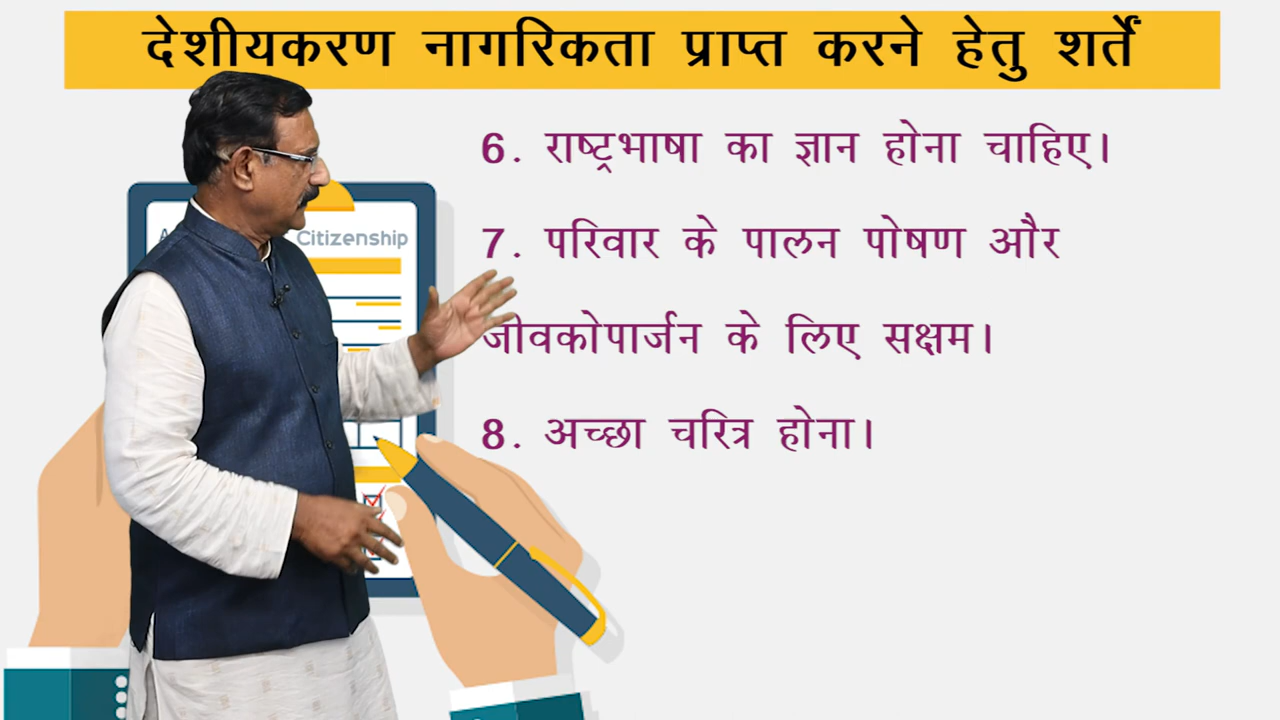 देशीयकरण नागरिकता प्राप्त करने हेतु शर्तें
6. राष्ट्रभाषा का ज्ञान होना चाहिए।
Citizenship
7. परिवार के पालन पोषण और
जीवकोपार्जन के लिए सक्षम।
8. अच्छा चरित्र होना।